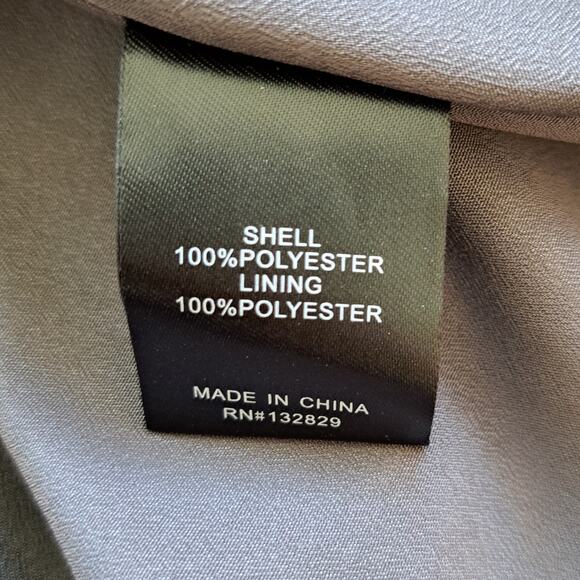 SHELL
100%POLYESTER
LINING
100%POLYESTER
MADE IN CHINA
RN#132829